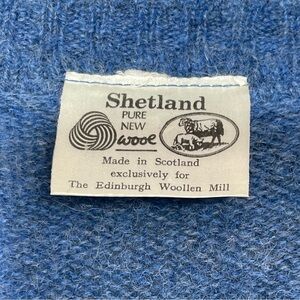 Shetland
PURE
NEW
WOOL
Made in Scotland
exclusively for
The Edinburgh Woollen Mill